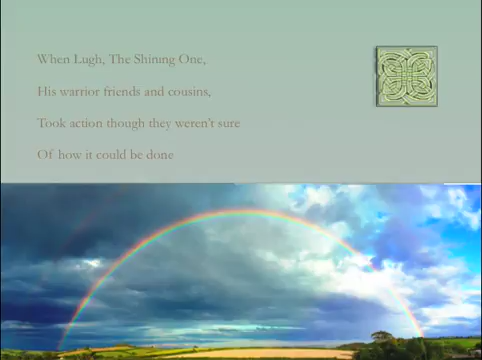 When Lugh, The Shining One,
His warrior friends and cousins,
Took action though they weren't sure
Of how it could be done